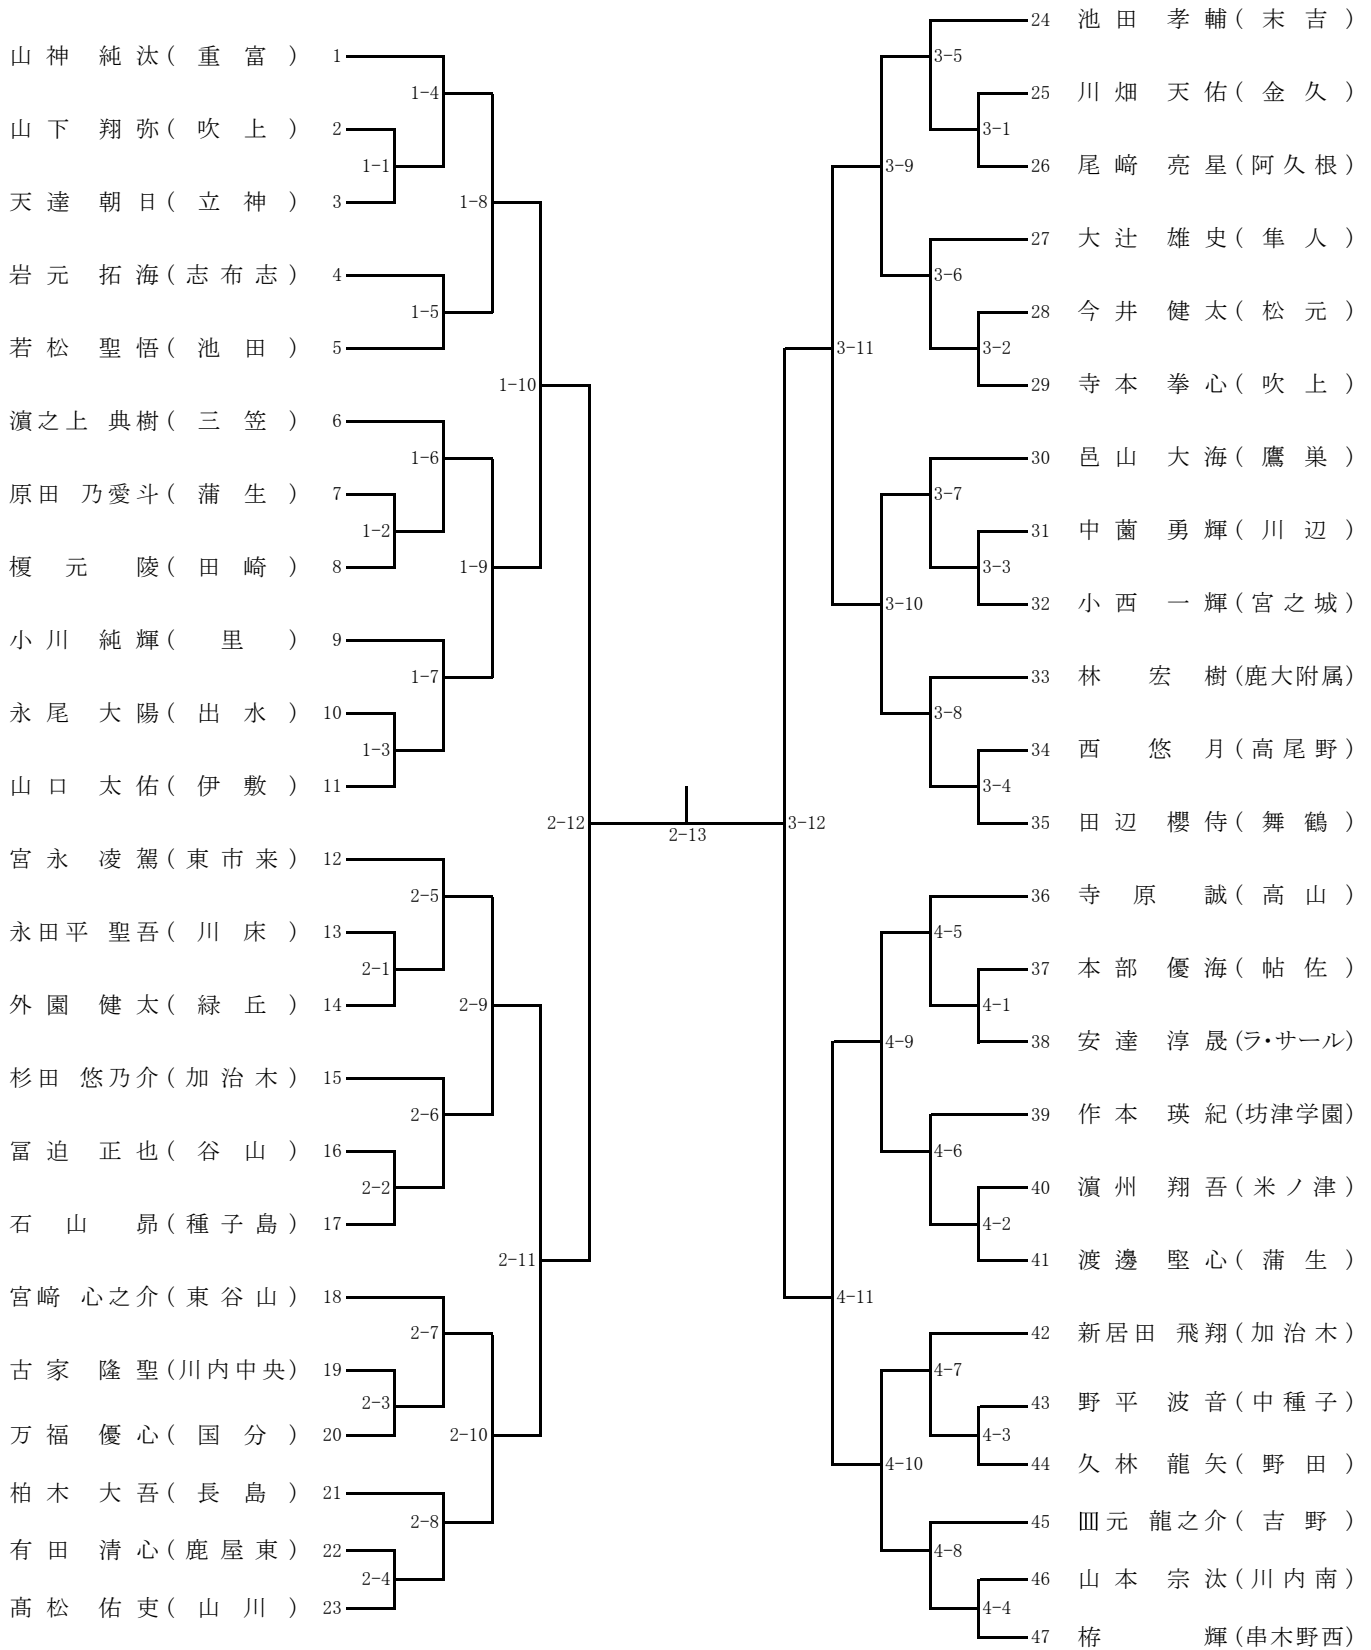 山神 純汰(重富) 1
1-4
山下 翔弥(吹上) 2
1-1
天達 朝日(立神) 3
1-8
岩元 拓海(志布志) 4
1-5
若松 聖悟(池田) 5
1-10
濵之上 典樹(三笠) 6
1-6
原田 乃愛斗(蒲生) 7
1-2
榎元 陵(田崎) 8
1-9
小川 純輝(里) 9
1-7
永尾 大陽(出水) 10
1-3
山口 太佑(伊敷) 11
2-12
宮永 凌駕(東市来) 12
2-5
永田平 聖吾(川床) 13
2-1
外園 健太(緑丘) 14
2-9
杉田 悠乃介(加治木) 15
2-6
冨迫 正也(谷山) 16
2-2
石山 昴(種子島) 17
2-11
宮﨑 心之介(東谷山) 18
2-7
古家 隆聖(川内中央) 19
2-3
万福 優心(国分) 20
2-10
柏木 大吾(長島) 21
2-8
有田 清心(鹿屋東) 22
2-4
髙松 佑吏(山川) 23
2-13
24 池田 孝輔(末吉)
3-5
25 川畑 天佑(金久)
3-1
26 尾﨑 亮星(阿久根)
3-9
27 大辻 雄史(隼人)
3-6
28 今井 健太(松元)
3-2
29 寺本 拳心(吹上)
3-11
30 邑山 大海(鷹巣)
3-7
31 中薗 勇輝(川辺)
3-3
32 小西 一輝(宮之城)
3-10
33 林 宏樹(鹿大附属)
3-8
34 西 悠月(高尾野)
3-4
35 田辺 櫻侍(舞鶴)
3-12
36 寺原 誠(高山)
4-5
37 本部 優海(帖佐)
4-1
38 安達 淳晟(ラ・サール)
4-9
39 作本 瑛紀(坊津学園)
4-6
40 濵州 翔吾(米ノ津)
4-2
41 渡邊 堅心(蒲生)
4-11
42 新居田 飛翔(加治木)
4-7
43 野平 波音(中種子)
4-3
44 久林 龍矢(野田)
4-10
45 皿元 龍之介(吉野)
4-8
46 山本 宗汰(川内南)
4-4
47 栫 輝(串木野西)